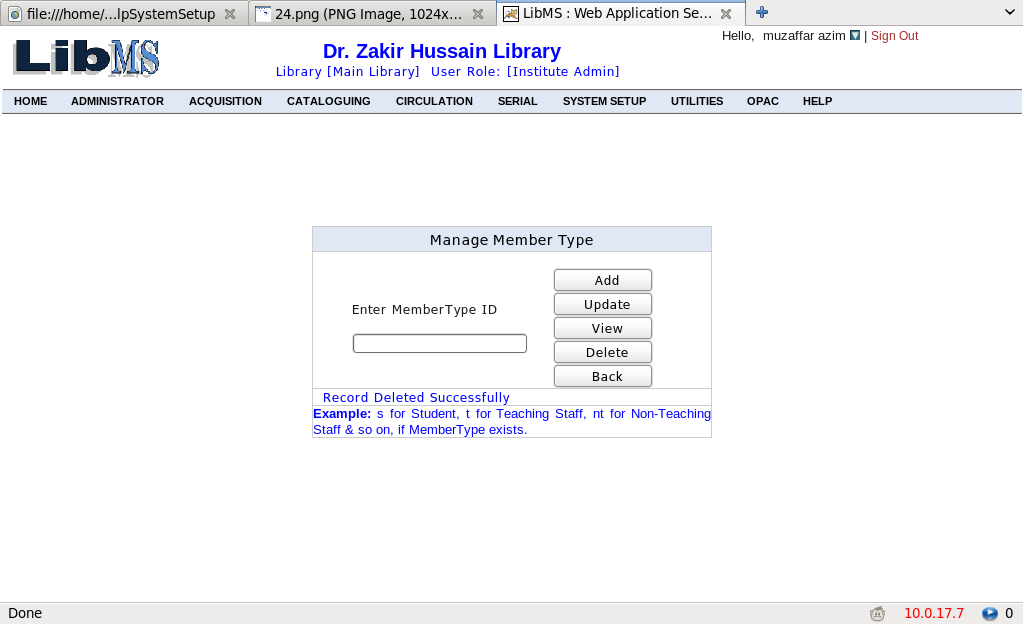 file:///home/...lpSystemSetup
24.png (PNG Image, 1024x...
LibMS : Web Application Se...
LibMS
Dr. Zakir Hussain Library
Library [Main Library] User Role: [Institute Admin]
Hello, muzaffar azim | Sign Out
HOME ADMINISTRATOR ACQUISITION CATALOGUING CIRCULATION SERIAL SYSTEM SETUP UTILITIES OPAC HELP
Manage Member Type
Enter MemberType ID
Add
Update
View
Delete
Back
Record Deleted Successfully
Example: s for Student, t for Teaching Staff, nt for Non-Teaching
Staff & so on, if MemberType exists.
Done
10.0.17.7
0